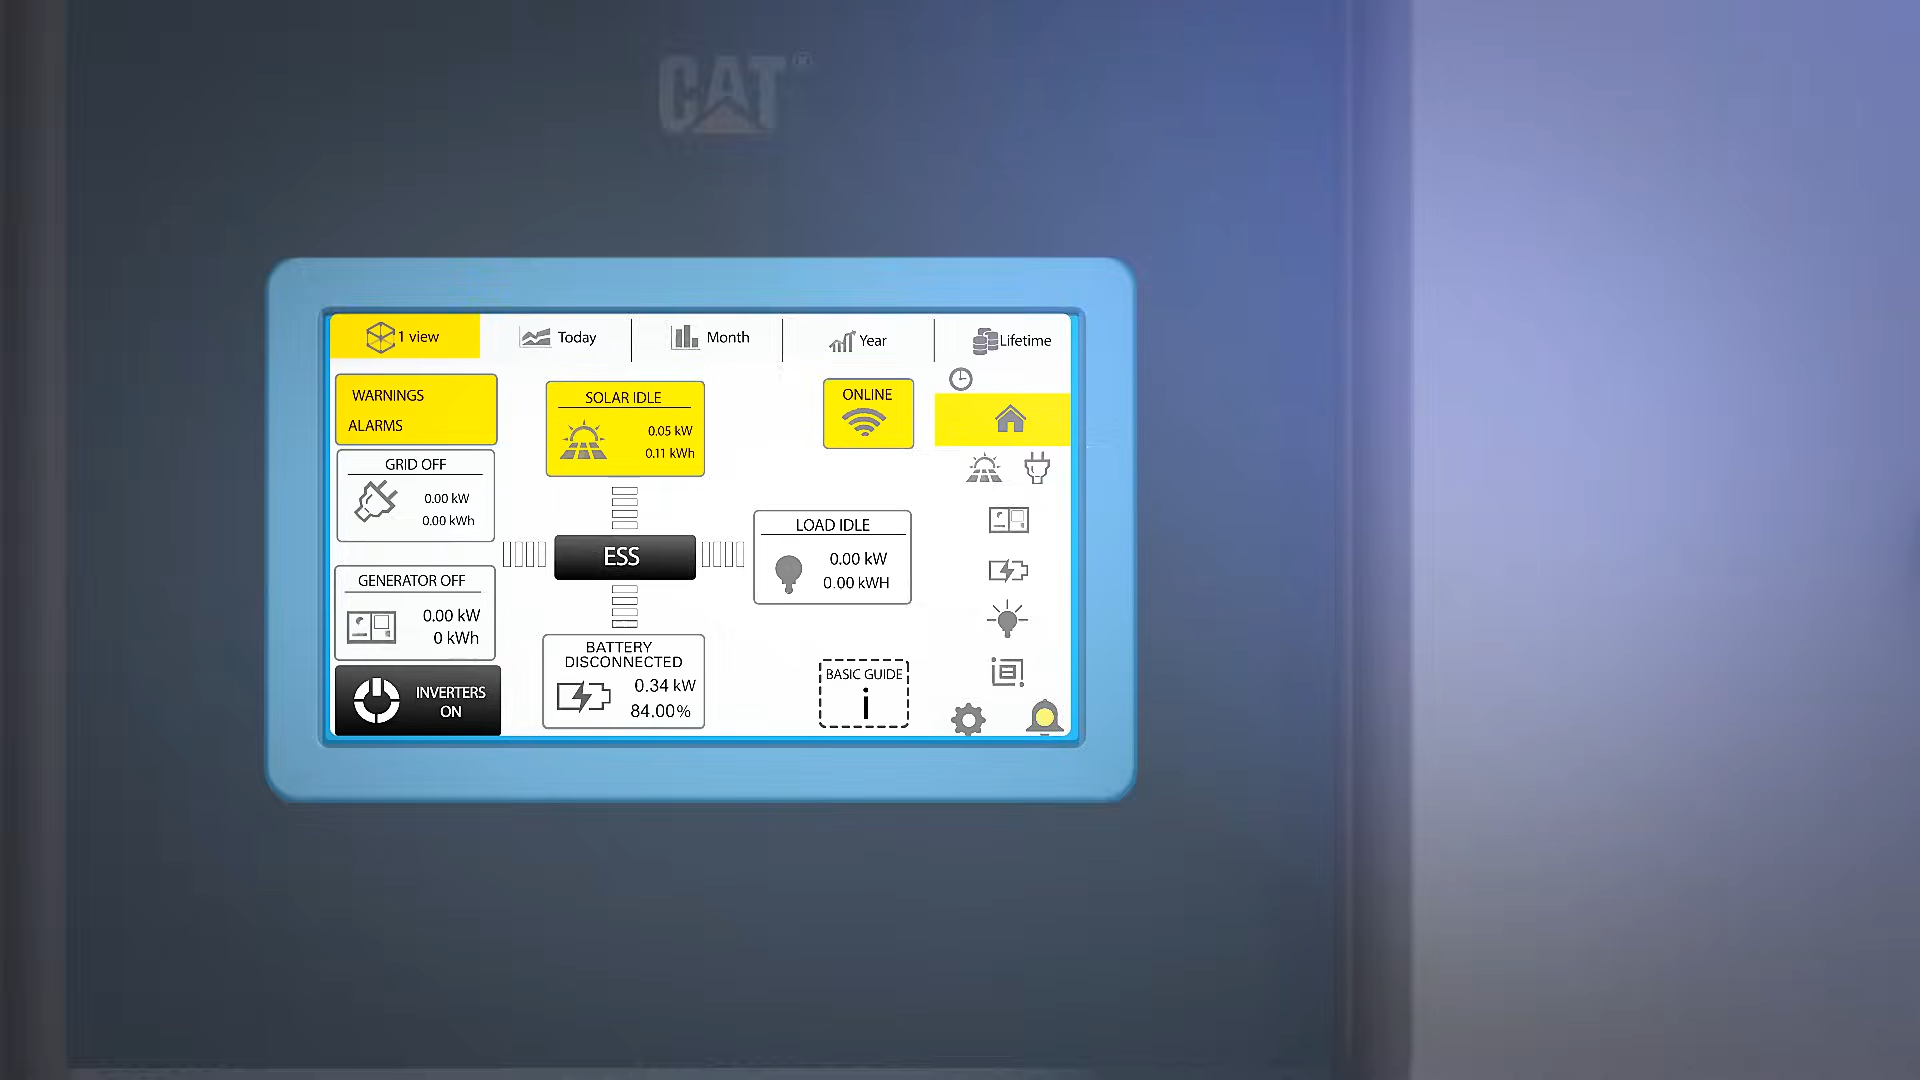 CAT®
1 view
Today
Month
Year
Lifetime
WARNINGS
ALARMS
SOLAR IDLE
0.05 kW
0.11 kWh
ONLINE
GRID OFF
0.00 kW
0.00 kWh
LOAD IDLE
0.00 kW
0.00 kWH
ESS
GENERATOR OFF
0.00 kW
0 kWh
BATTERY
DISCONNECTED
0.34 kW
84.00%
BASIC GUIDE
i
INVERTERS
ON